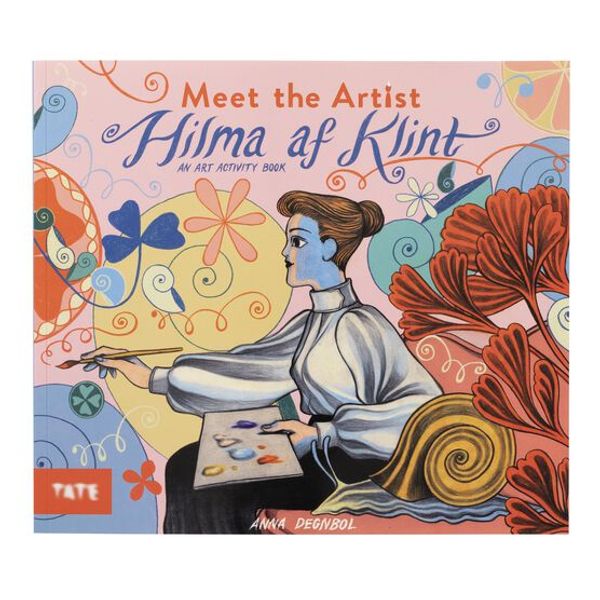 Meet the Artist
Hilma af Klint
AN ART ACTIVITY BOOK
TATE
ANNA DEGNBOL